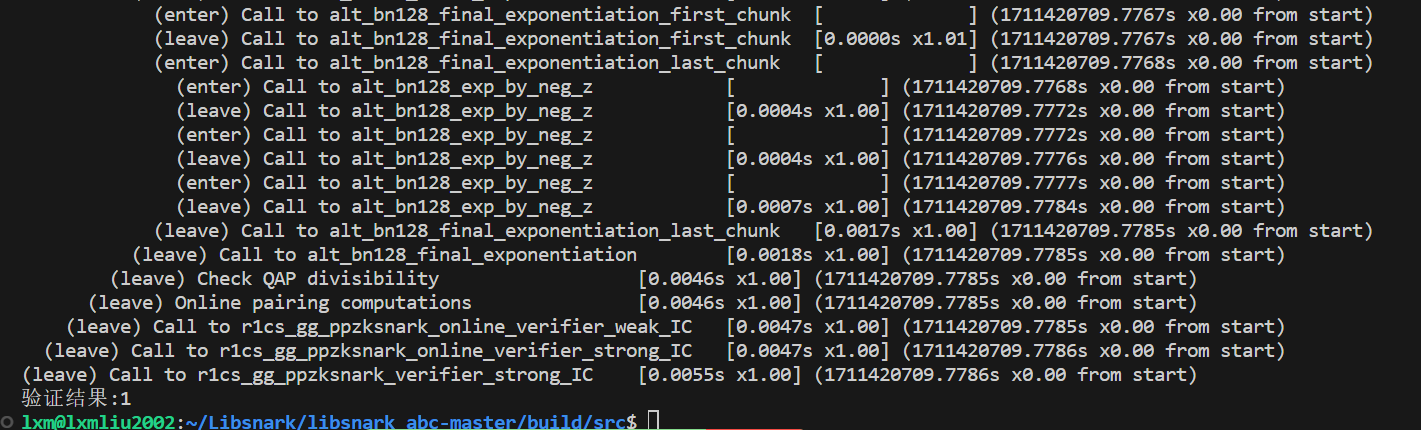 (enter) Call to alt_bn128_final_exponentiation_first_chunk [ ] (1711420709.7767s x0.00 from start)
(leave) Call to alt_bn128_final_exponentiation_first_chunk [0.0000s x1.01] (1711420709.7767s x0.00 from start)
(enter) Call to alt_bn128_final_exponentiation_last_chunk [ ] (1711420709.7768s x0.00 from start)
(enter) Call to alt_bn128_exp_by_neg_z [ ] (1711420709.7768s x0.00 from start)
(leave) Call to alt_bn128_exp_by_neg_z [0.0004s x1.00] (1711420709.7772s x0.00 from start)
(enter) Call to alt_bn128_exp_by_neg_z [ ] (1711420709.7772s x0.00 from start)
(leave) Call to alt_bn128_exp_by_neg_z [0.0004s x1.00] (1711420709.7776s x0.00 from start)
(enter) Call to alt_bn128_exp_by_neg_z [ ] (1711420709.7777s x0.00 from start)
(leave) Call to alt_bn128_exp_by_neg_z [0.0007s x1.00] (1711420709.7784s x0.00 from start)
(leave) Call to alt_bn128_final_exponentiation_last_chunk [0.0017s x1.00] (1711420709.7785s x0.00 from start)
(leave) Call to alt_bn128_final_exponentiation [0.0018s x1.00] (1711420709.7785s x0.00 from start)
(leave) Check QAP divisibility [0.0046s x1.00] (1711420709.7785s x0.00 from start)
(leave) Online pairing computations [0.0046s x1.00] (1711420709.7785s x0.00 from start)
(leave) Call to r1cs_gg_ppzksnark_online_verifier_weak_IC [0.0047s x1.00] (1711420709.7785s x0.00 from start)
(leave) Call to r1cs_gg_ppzksnark_online_verifier_strong_IC [0.0047s x1.00] (1711420709.7786s x0.00 from start)
(leave) Call to r1cs_gg_ppzksnark_verifier_strong_IC [0.0055s x1.00] (1711420709.7786s x0.00 from start)
验证结果:1
lxm@lxmliu2002:~/Libsnark/libsnark_abc-master/build/src$